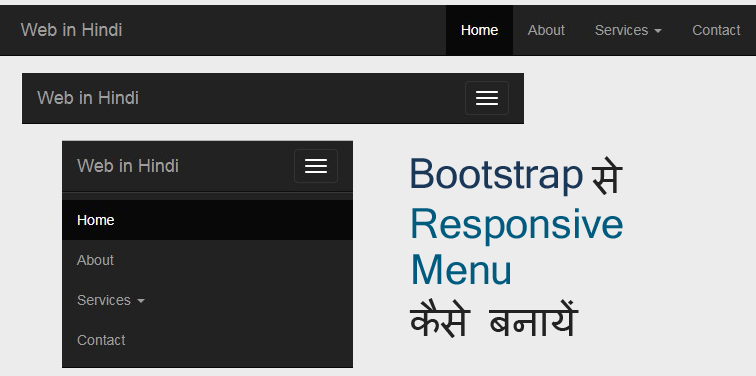 Web in Hindi Home About Services Contact
Web in Hindi
Web in Hindi
Home
About
Services
Contact
Bootstrap से
Responsive
Menu
कैसे बनायें